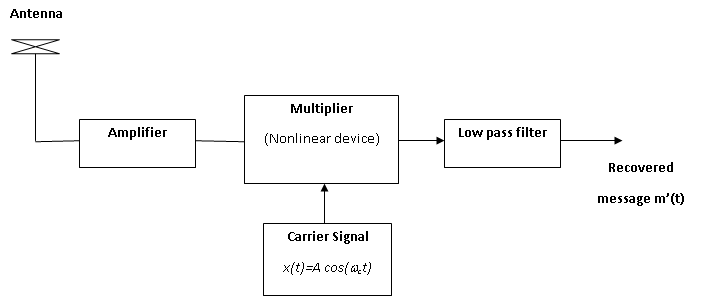 Antenna
Amplifier
Multiplier
(Nonlinear device)
Low pass filter
Recovered
message m’(t)
Carrier Signal
x(t)=A cos(ωct)